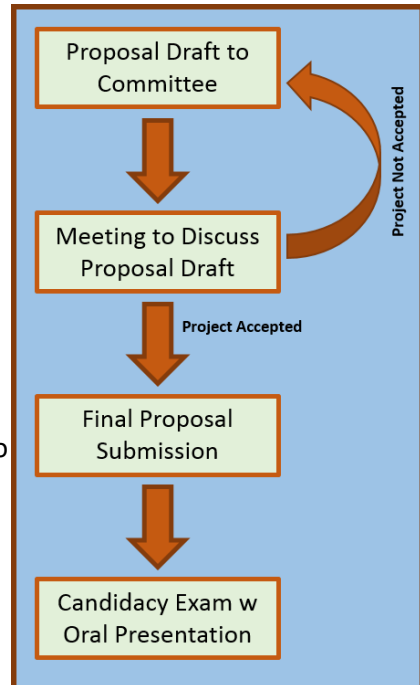 Proposal Draft to
Committee
Project Not Accepted
Meeting to Discuss
Proposal Draft
Project Accepted
Final Proposal
Submission
Candidacy Exam w
Oral Presentation